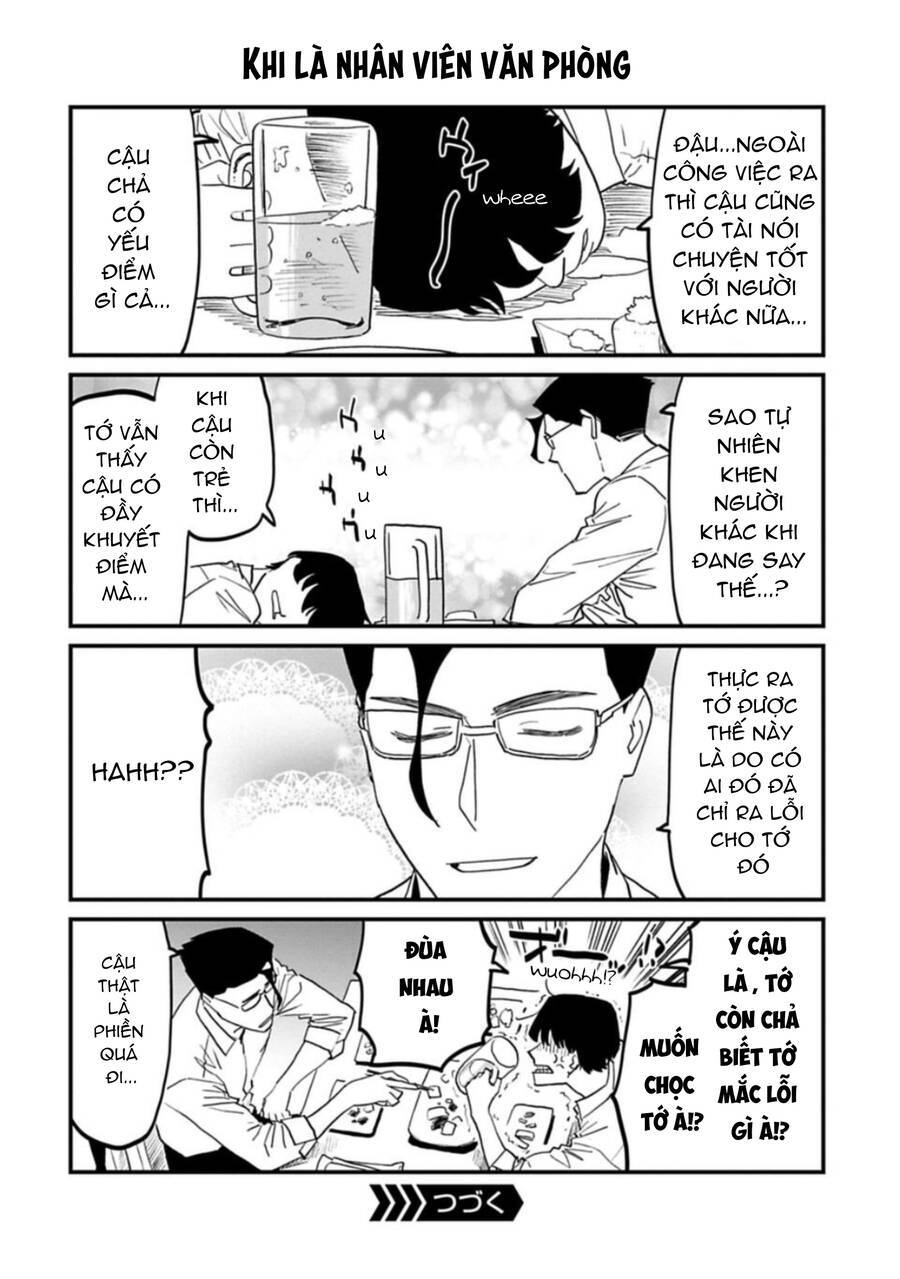 KHI LÀ NHÂN VIÊN VĂN PHÒNG
ĐẬU...NGOÀI
CÔNG VIỆC RA
THÌ CẬU CŨNG
CÓ TÀI NÓI
CHUYỆN TỐT
VỚI NGƯỜI
KHÁC NỮA...
wheee
CẬU
CHẢ
CÓ
YẾU
ĐIỂM
GÌ CẢ...
SAO TỰ
NHIÊN
KHEN
NGƯỜI
KHÁC KHI
ĐANG SAY
THẾ...?
u
u
u
u
KHI
CẬU
CÒN
TRẺ
THÌ...
TỚ VẪN
THẤY
CẬU CÓ
ĐẦY
KHUYẾT
ĐIỂM
MÀ...
THỰC RA
TỚ ĐƯỢC
THẾ NÀY
LÀ DO CÓ
AI ĐÓ ĐÃ
CHỈ RA LỖI
CHO TỚ
ĐÓ
HAHH??
Ý CẬU
LÀ , TỚ
CÒN CHẢ
BIẾT TỚ
MẮC LỖI
GÌ À!?
MUỐN
CHỌC
TỚ À!?
wuohhh!?
ĐÙA
NHAU
À!
CẬU
THẬT
LÀ
PHIỀN
QUÁ
ĐI...
つづく